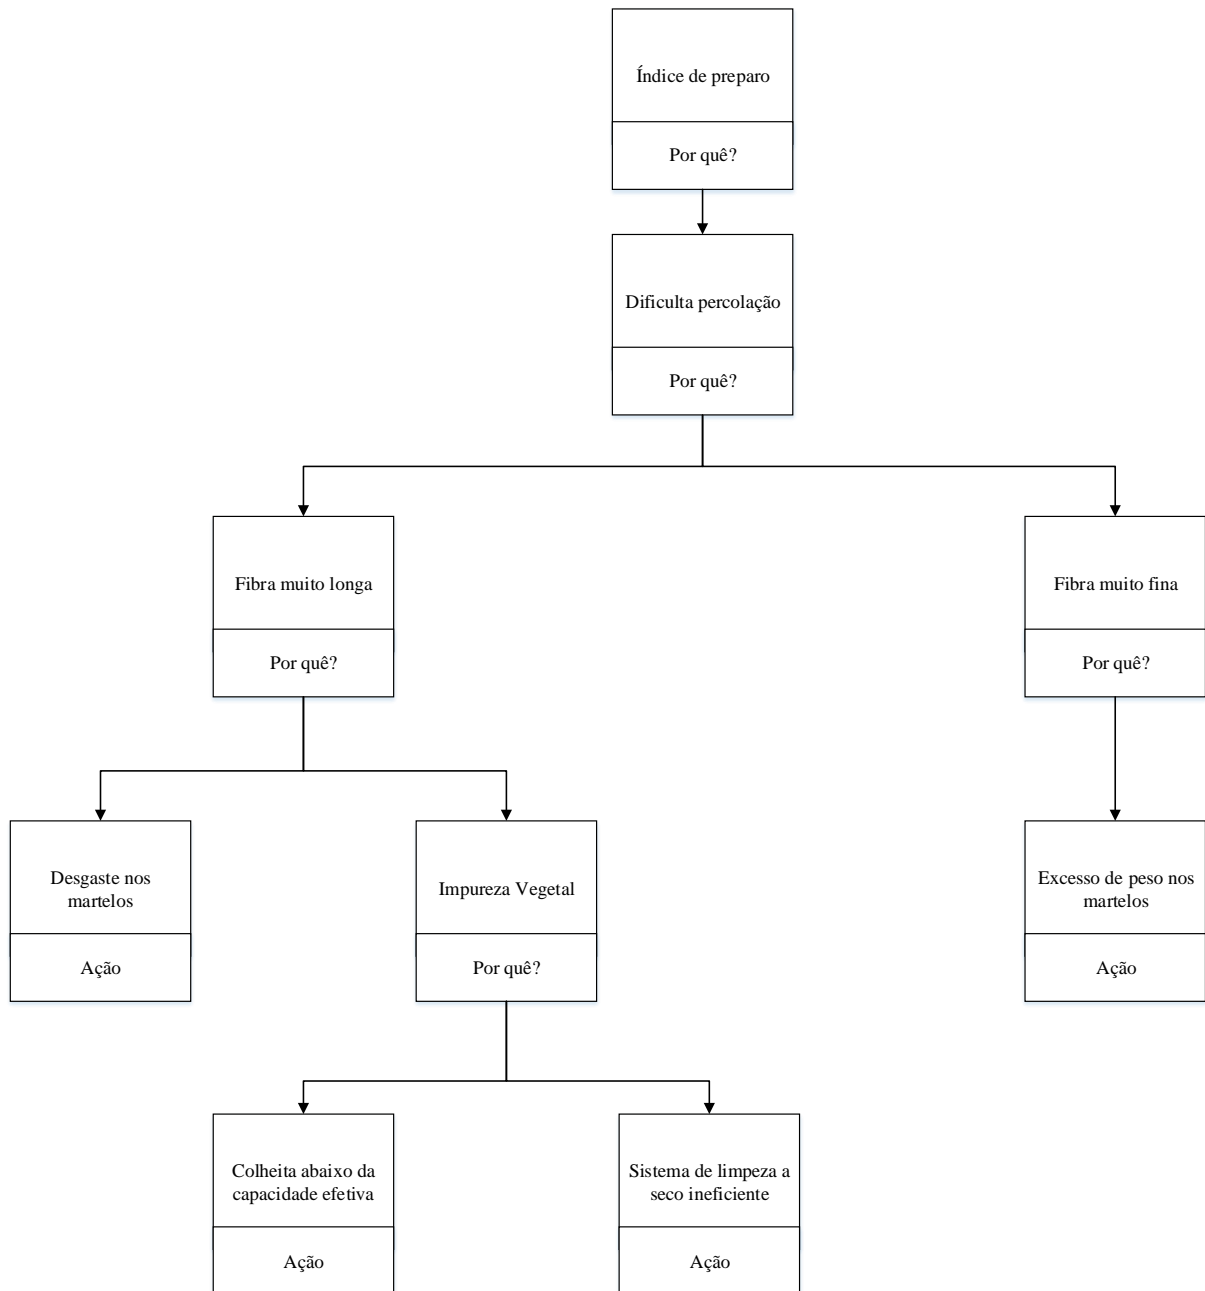 Índice de preparo
Por quê?
Dificulta percolação
Por quê?
Fibra muito longa
Por quê?
Fibra muito fina
Por quê?
Desgaste nos
martelos
Ação
Impureza Vegetal
Por quê?
Excesso de peso nos
martelos
Ação
Colheita abaixo da
capacidade efetiva
Ação
Sistema de limpeza a
seco ineficiente
Ação